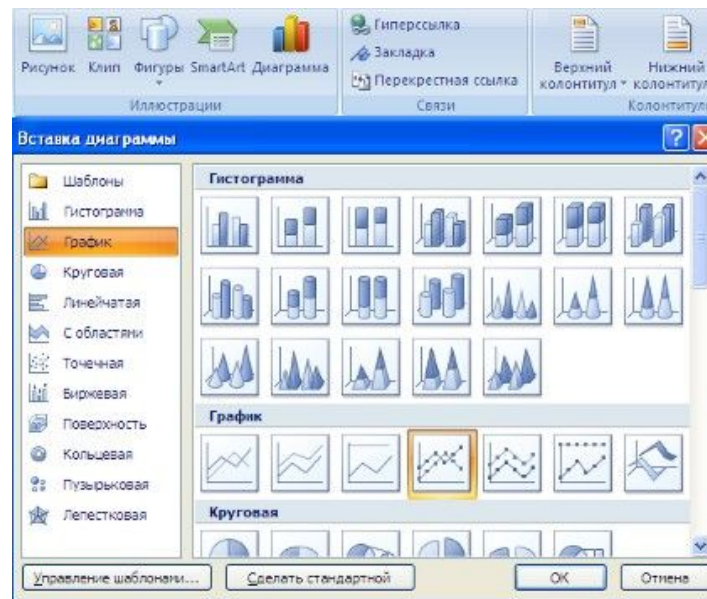 Рисунок Клип Фигуры SmartArt Диаграмма
Иллюстрации
Гиперссылка
Закладка
Перекрестная ссылка
Связи
Верхний колонтитул
Нижний колонтитул
Колонтитул
Вставка диаграммы
Шаблоны
Гистограмма
График
Круговая
Линейчатая
С областями
Точечная
Биржевая
Поверхность
Кольцевая
Пузырьковая
Лепестковая
Гистограмма
График
Круговая
Управление шаблонами...
Сделать стандартной
ОК
Отмена